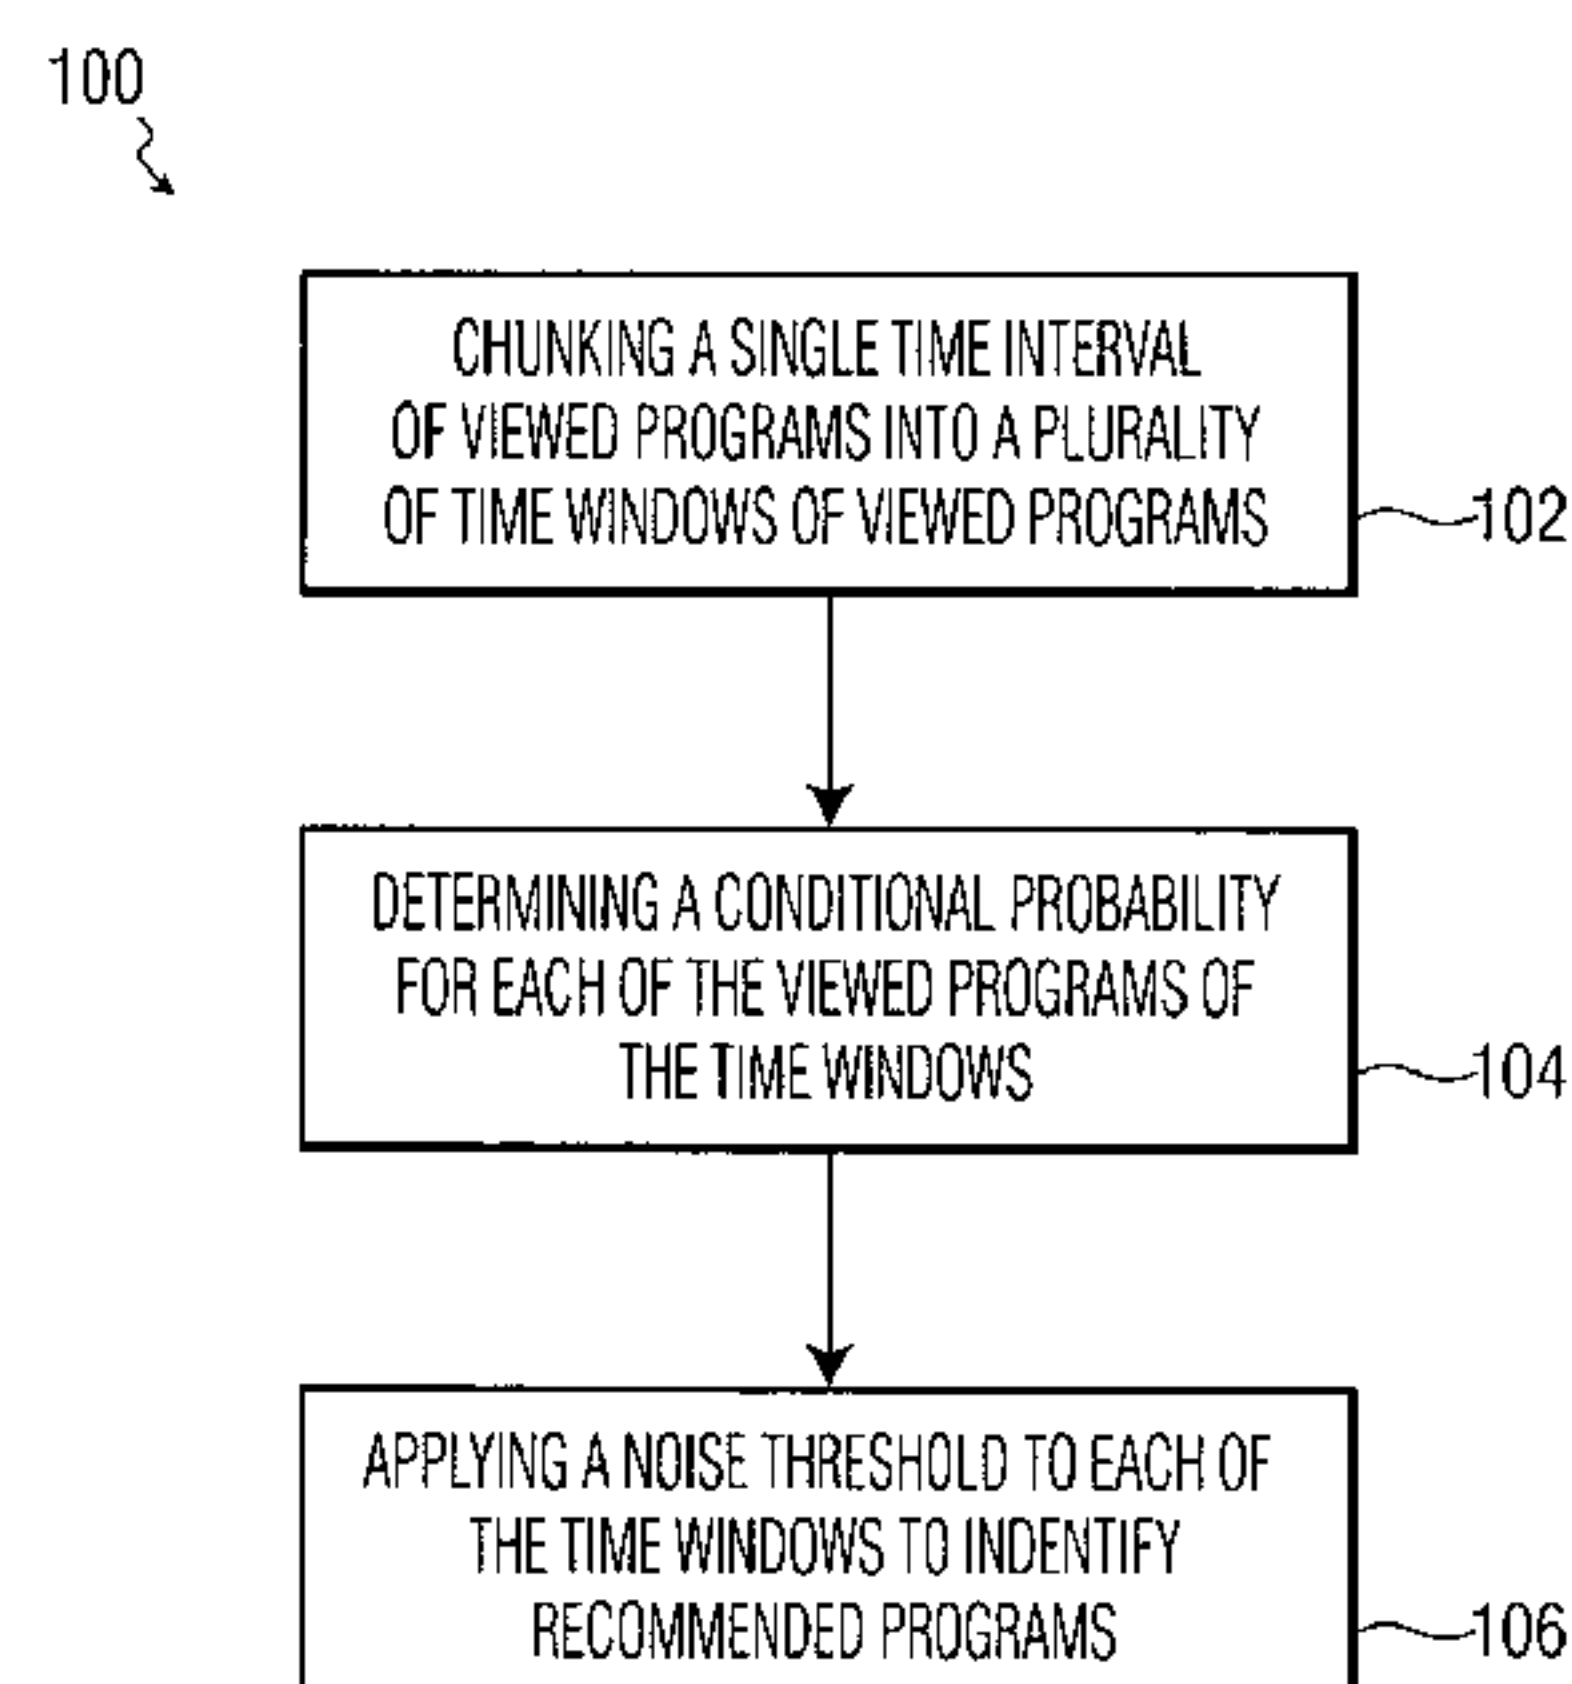 100
CHUNKING A SINGLE TIME INTERVAL
OF VIEWED PROGRAMS INTO A PLURALITY
OF TIME WINDOWS OF VIEWED PROGRAMS
102
DETERMINING A CONDITIONAL PROBABILITY
FOR EACH OF THE VIEWED PROGRAMS OF
THE TIME WINDOWS
104
APPLYING A NOISE THRESHOLD TO EACH OF
THE TIME WINDOWS TO INDENTIFY
RECOMMENDED PROGRAMS
106